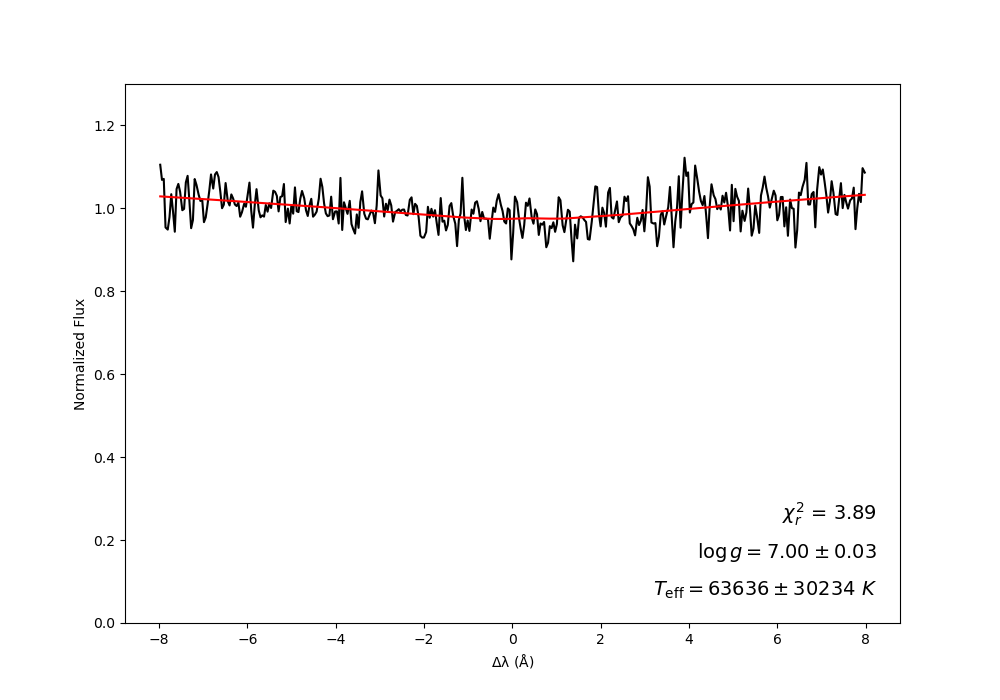 1.2
1.0
0.8
0.6
0.4
0.2
0.0
Normalized Flux
χ²ᵣ = 3.89
log g = 7.00 ± 0.03
T_eff = 63636 ± 30234 K
−8 −6 −4 −2 0 2 4 6 8
Δλ (Å)